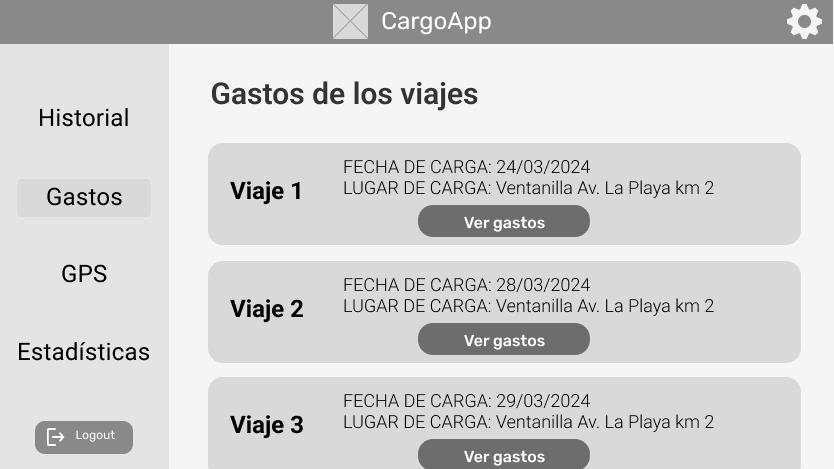 CargoApp
Historial
Gastos
GPS
Estadísticas
Logout
Gastos de los viajes
Viaje 1
FECHA DE CARGA: 24/03/2024
LUGAR DE CARGA: Ventanilla Av. La Playa km 2
Ver gastos
Viaje 2
FECHA DE CARGA: 28/03/2024
LUGAR DE CARGA: Ventanilla Av. La Playa km 2
Ver gastos
Viaje 3
FECHA DE CARGA: 29/03/2024
LUGAR DE CARGA: Ventanilla Av. La Playa km 2
Ver gastos